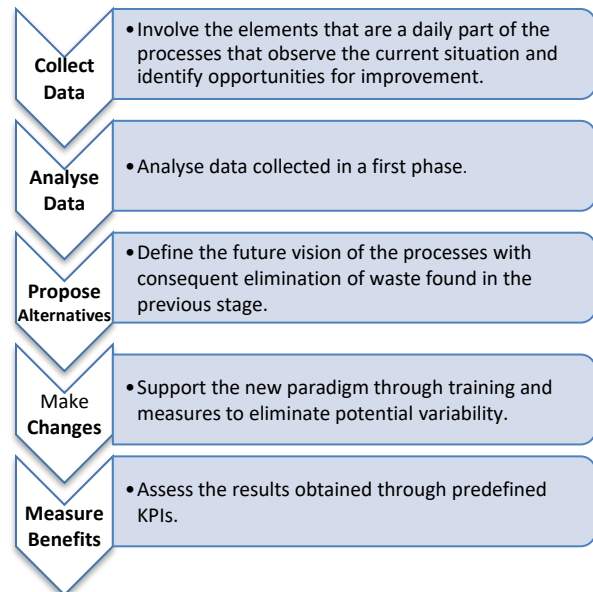 Collect
Data
•Involve the elements that are a daily part of the
processes that observe the current situation and
identify opportunities for improvement.
Analyse
Data
•Analyse data collected in a first phase.
Propose
Alternatives
•Define the future vision of the processes with
consequent elimination of waste found in the
previous stage.
Make
Changes
•Support the new paradigm through training and
measures to eliminate potential variability.
Measure
Benefits
•Assess the results obtained through predefined
KPIs.